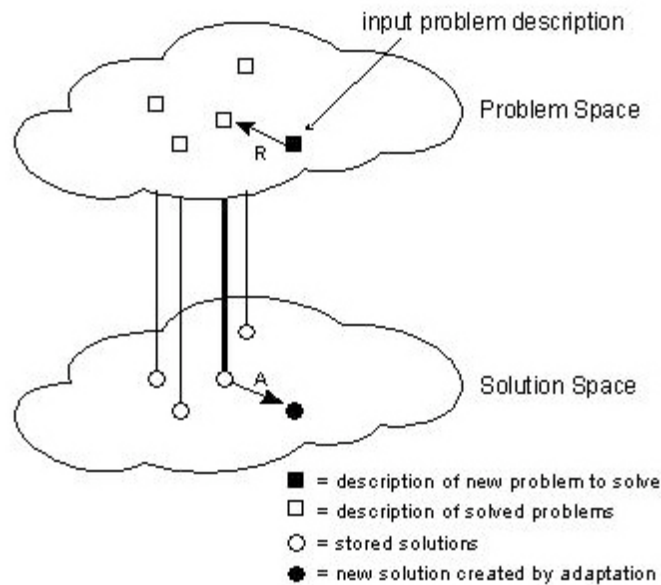 input problem description
Problem Space
R
A
Solution Space
= description of new problem to solve
= description of solved problems
= stored solutions
= new solution created by adaptation